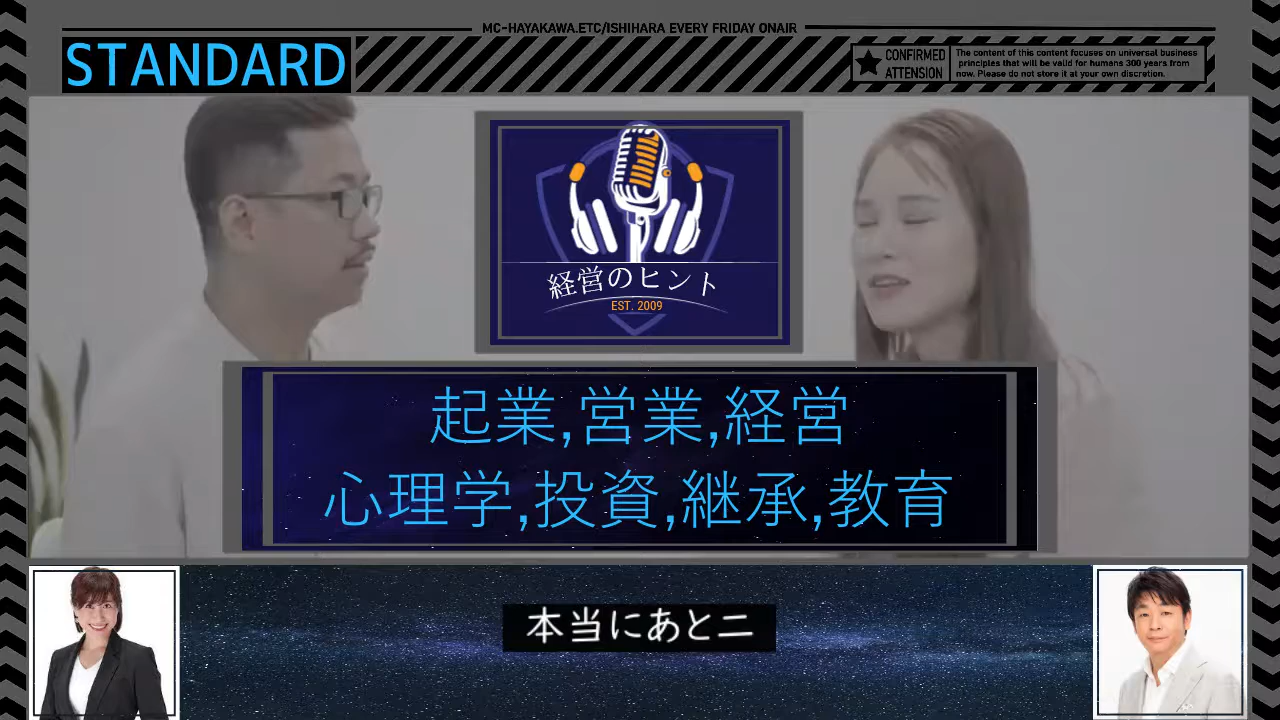 MC-HAYAKAWA.ETC/ISHIHARA EVERY FRIDAY ONAIR
STANDARD
CONFIRMED
ATTENSION
The content of this content focuses on universal business
principles that will be valid for humans 300 years from
now. Please do not store it at your own discretion.
経営のヒント
EST. 2009
起業,営業,経営
心理学,投資,継承,教育
本当にあと二